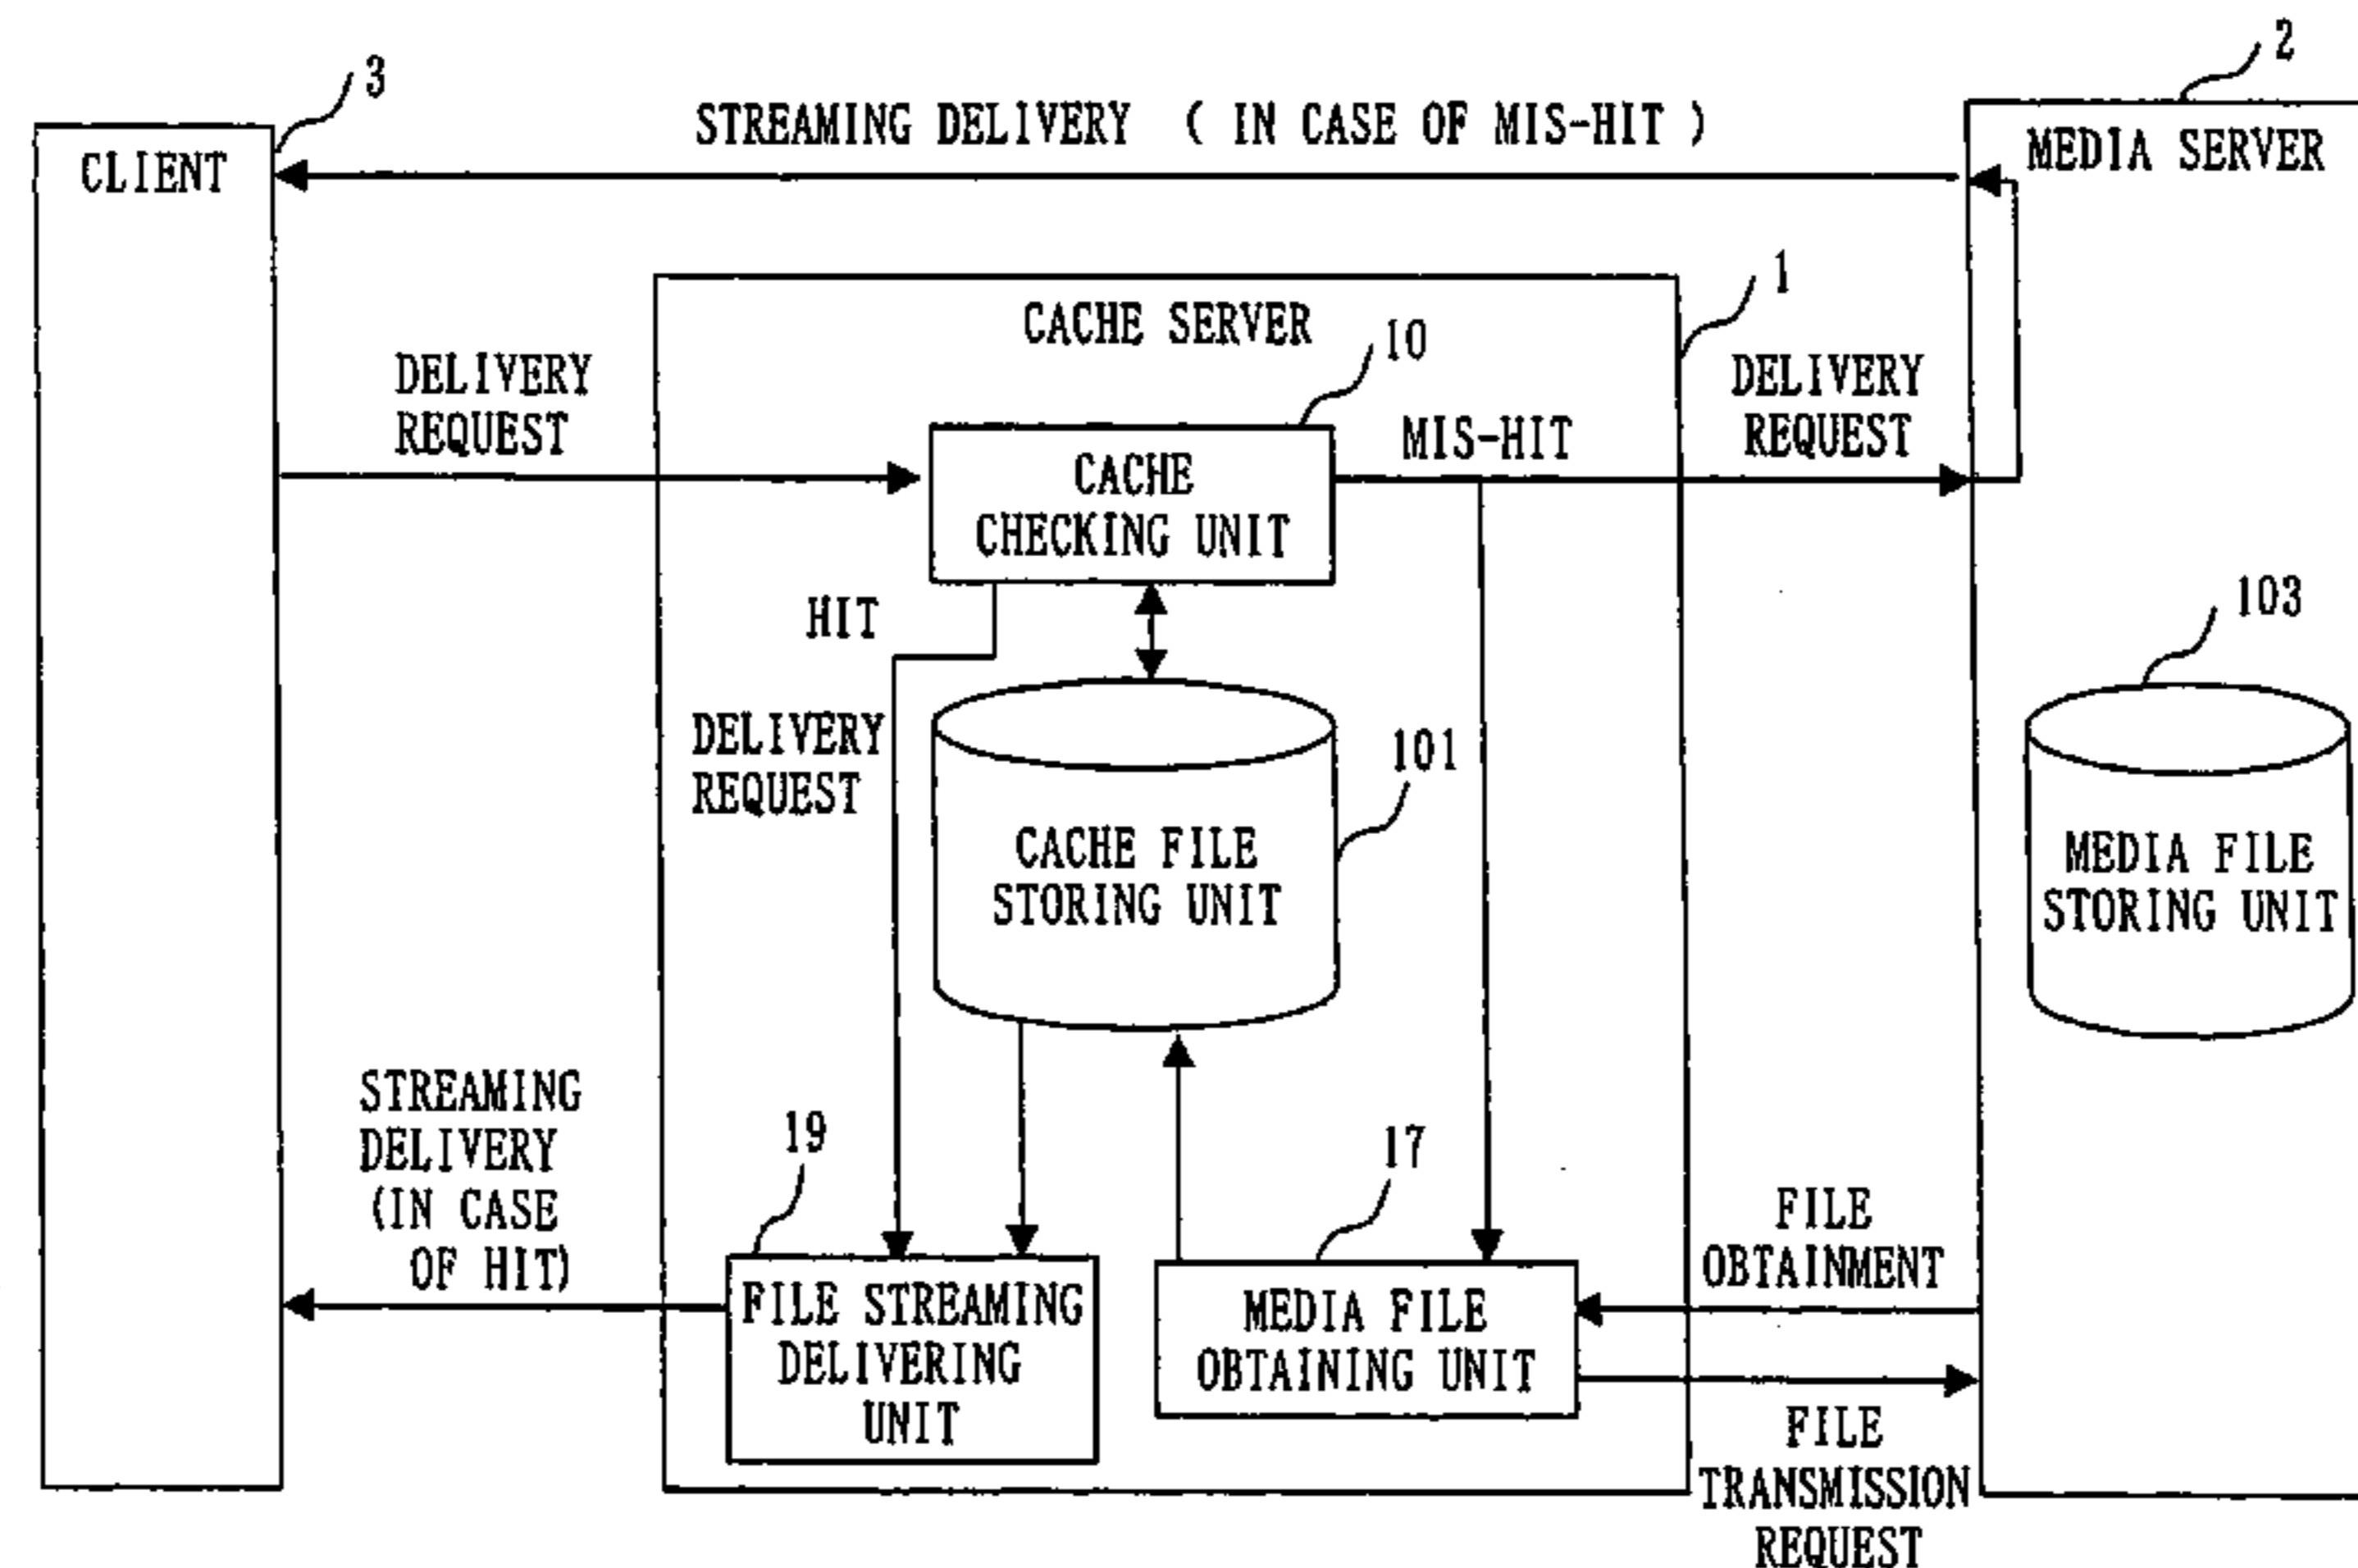 2
3
STREAMING DELIVERY ( IN CASE OF MIS-HIT )
MEDIA SERVER
CLIENT
1
CACHE SERVER
10
DELIVERY
REQUEST
DELIVERY
REQUEST
MIS-HIT
CACHE
CHECKING UNIT
HIT
103
DELIVERY
REQUEST
101
CACHE FILE
STORING UNIT
MEDIA FILE
STORING UNIT
STREAMING
DELIVERY
(IN CASE
OF HIT)
19
17
FILE
OBTAINMENT
FILE STREAMING
DELIVERING
UNIT
MEDIA FILE
OBTAINING UNIT
FILE
TRANSMISSION
REQUEST